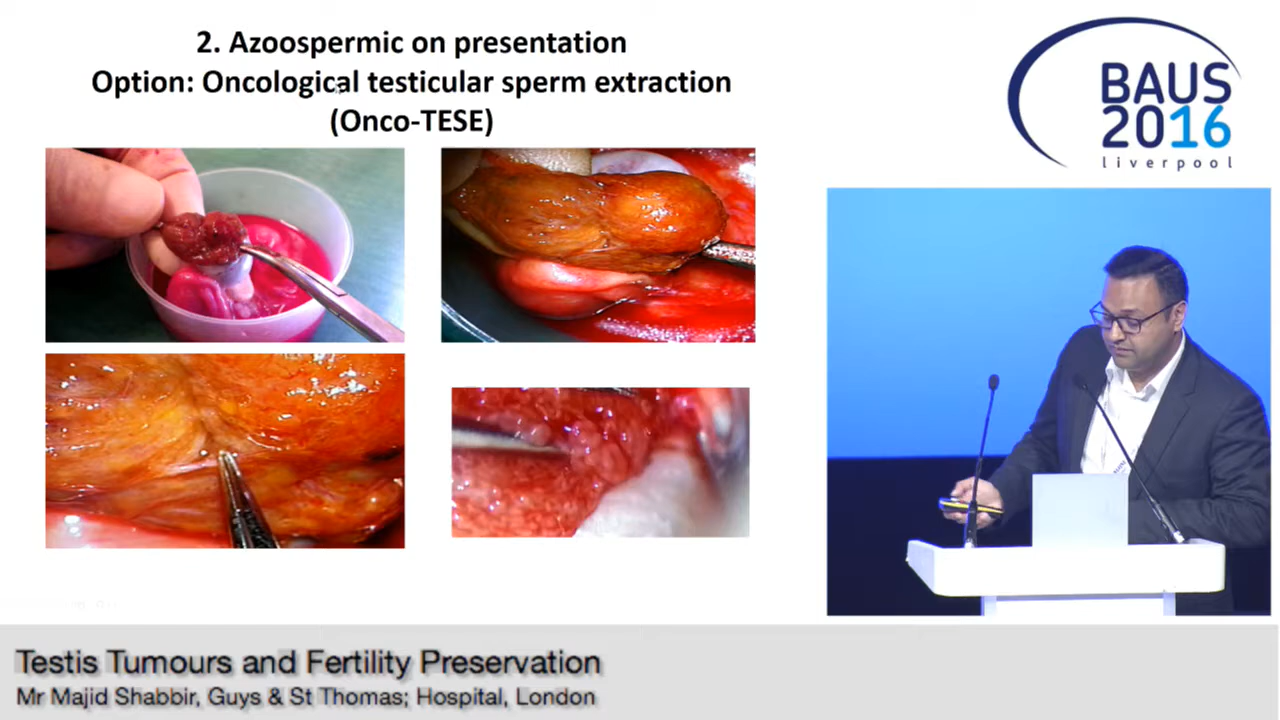 2. Azoospermic on presentation
Option: Oncological testicular sperm extraction
(Onco-TESE)
BAUS
2016
liverpool
Testis Tumours and Fertility Preservation
Mr Majid Shabbir, Guys & St Thomas; Hospital, London